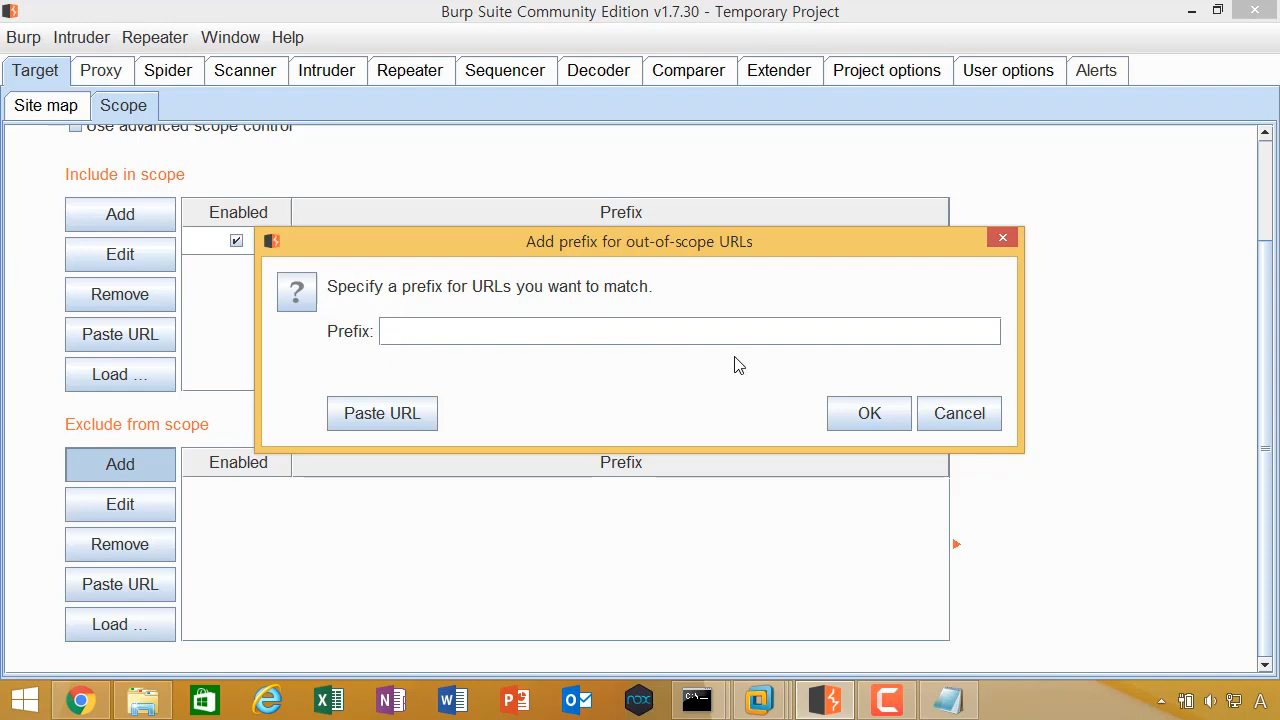 Burp Suite Community Edition v1.7.30 - Temporary Project
Burp Intruder Repeater Window Help
Target Proxy Spider Scanner Intruder Repeater Sequencer Decoder Comparer Extender Project options User options Alerts
Site map Scope
Use advanced scope control
Include in scope
Add Enabled Prefix
Add prefix for out-of-scope URLs
Edit
? Specify a prefix for URLs you want to match.
Remove
Prefix:
Paste URL
Load ...
Paste URL OK Cancel
Exclude from scope
Add Enabled Prefix
Edit
Remove
Paste URL
Load ...
C:\
nox
A